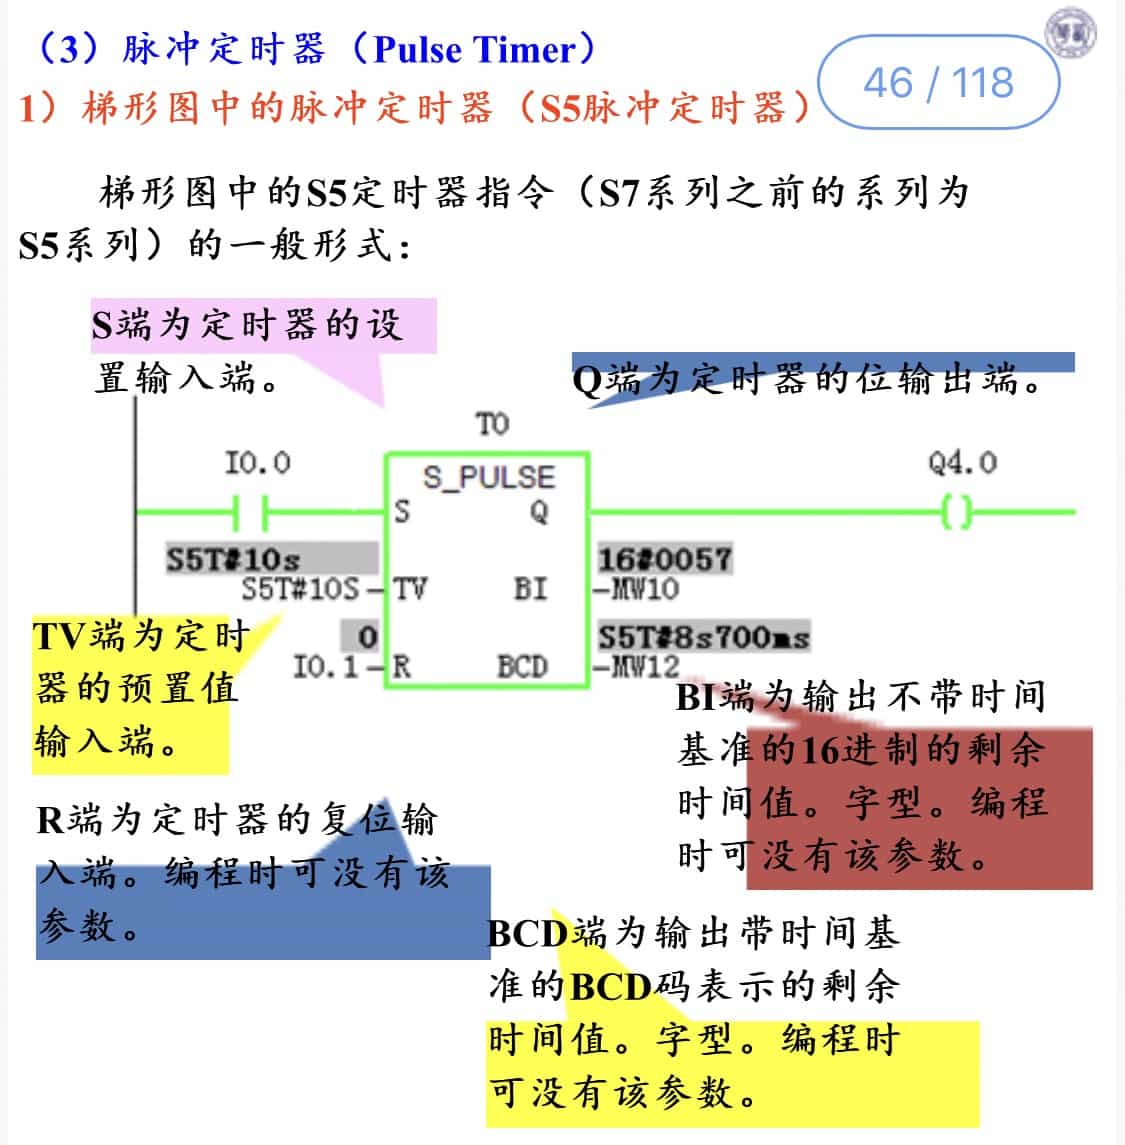 （3）脉冲定时器（Pulse Timer）
46 / 118
1）梯形图中的脉冲定时器（S5脉冲定时器）
梯形图中的S5定时器指令（S7系列之前的系列为
S5系列）的一般形式：
S端为定时器的设
置输入端。
Q端为定时器的位输出端。
T0
I0.0
S_PULSE
Q4.0
S
Q
S5T#10s
16#0057
S5T#10S
TV
BI
MW10
0
S5T#8s700ms
I0.1
R
BCD
MW12
TV端为定时
器的预置值
输入端。
BI端为输出不带时间
基准的16进制的剩余
时间值。字型。编程
时可没有该参数。
R端为定时器的复位输
入端。编程时可没有该
参数。
BCD端为输出带时间基
准的BCD码表示的剩余
时间值。字型。编程时
可没有该参数。